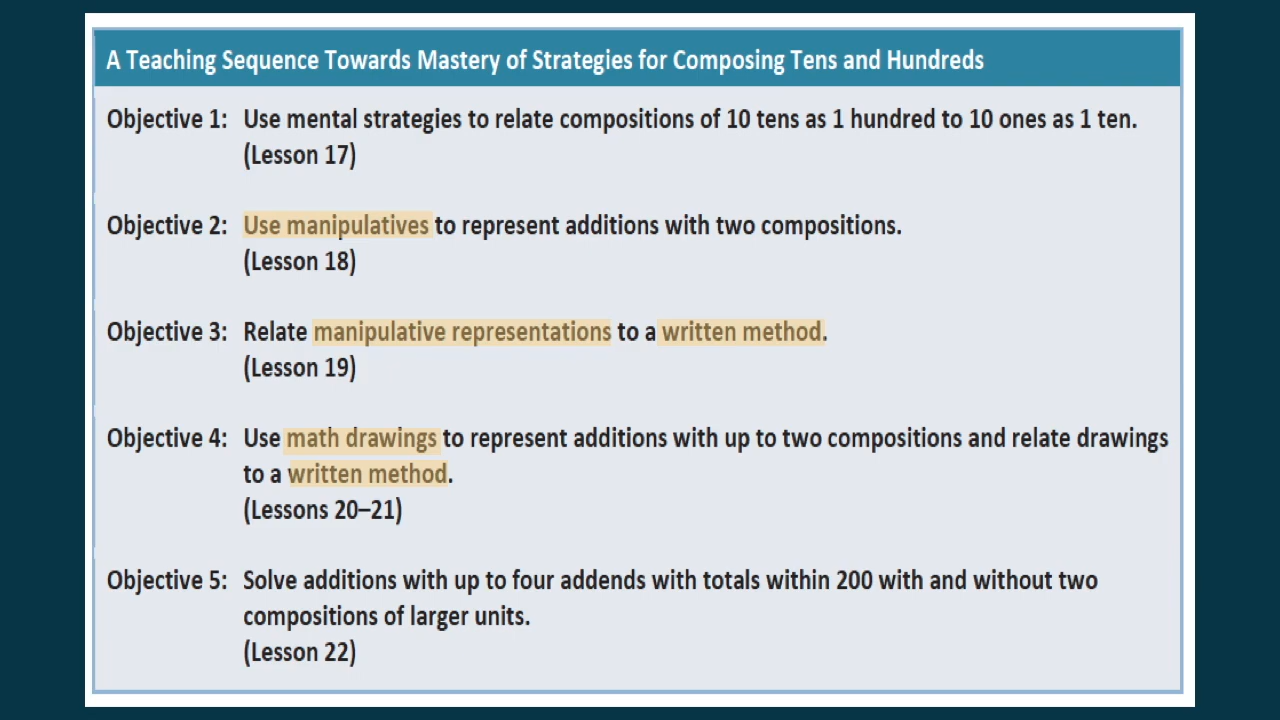 A Teaching Sequence Towards Mastery of Strategies for Composing Tens and Hundreds
Objective 1: Use mental strategies to relate compositions of 10 tens as 1 hundred to 10 ones as 1 ten.
(Lesson 17)
Objective 2: Use manipulatives to represent additions with two compositions.
(Lesson 18)
Objective 3: Relate manipulative representations to a written method.
(Lesson 19)
Objective 4: Use math drawings to represent additions with up to two compositions and relate drawings
to a written method.
(Lessons 20–21)
Objective 5: Solve additions with up to four addends with totals within 200 with and without two
compositions of larger units.
(Lesson 22)